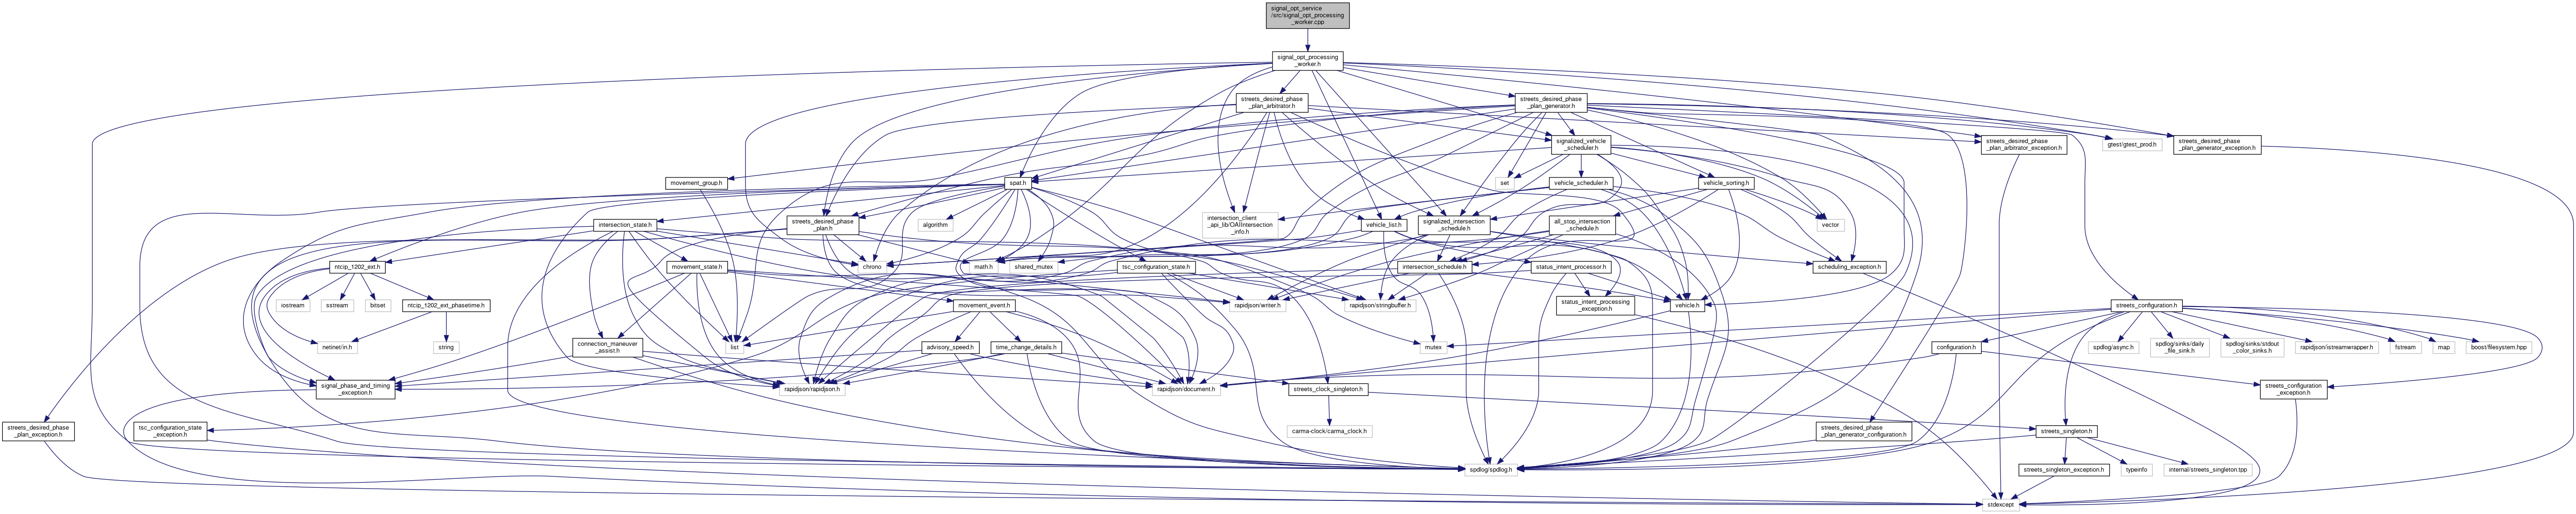 signal_opt_service
/src/signal_opt_processing
_worker.cpp
signal_opt_processing
_worker.h
streets_desired_phase
_plan_arbitrator.h
streets_desired_phase
_plan_generator.h
signalized_vehicle
_scheduler.h
streets_desired_phase
_plan_arbitrator_exception.h
gtest/gtest_prod.h
streets_desired_phase
_plan_generator_exception.h
movement_group.h
spat.h
set
vehicle_scheduler.h
vehicle_sorting.h
intersection_state.h
streets_desired_phase
_plan.h
algorithm
intersection_client
_api_lib/OAIIntersection
_info.h
vehicle_list.h
signalized_intersection
_schedule.h
all_stop_intersection
_schedule.h
vector
ntcip_1202_ext.h
movement_state.h
chrono
math.h
shared_mutex
tsc_configuration_state.h
intersection_schedule.h
status_intent_processor.h
scheduling_exception.h
iostream
sstream
bitset
ntcip_1202_ext_phasetime.h
movement_event.h
rapidjson/writer.h
rapidjson/stringbuffer.h
status_intent_processing
_exception.h
vehicle.h
streets_configuration.h
netinet/in.h
string
connection_maneuver
_assist.h
list
advisory_speed.h
time_change_details.h
mutex
configuration.h
spdlog/async.h
spdlog/sinks/daily
_file_sink.h
spdlog/sinks/stdout
_color_sinks.h
rapidjson/istreamwrapper.h
fstream
map
boost/filesystem.hpp
signal_phase_and_timing
_exception.h
rapidjson/rapidjson.h
rapidjson/document.h
streets_clock_singleton.h
streets_configuration
_exception.h
streets_desired_phase
_plan_exception.h
tsc_configuration_state
_exception.h
carma-clock/carma_clock.h
streets_desired_phase
_plan_generator_configuration.h
streets_singleton.h
spdlog/spdlog.h
streets_singleton_exception.h
typeinfo
internal/streets_singleton.tpp
stdexcept